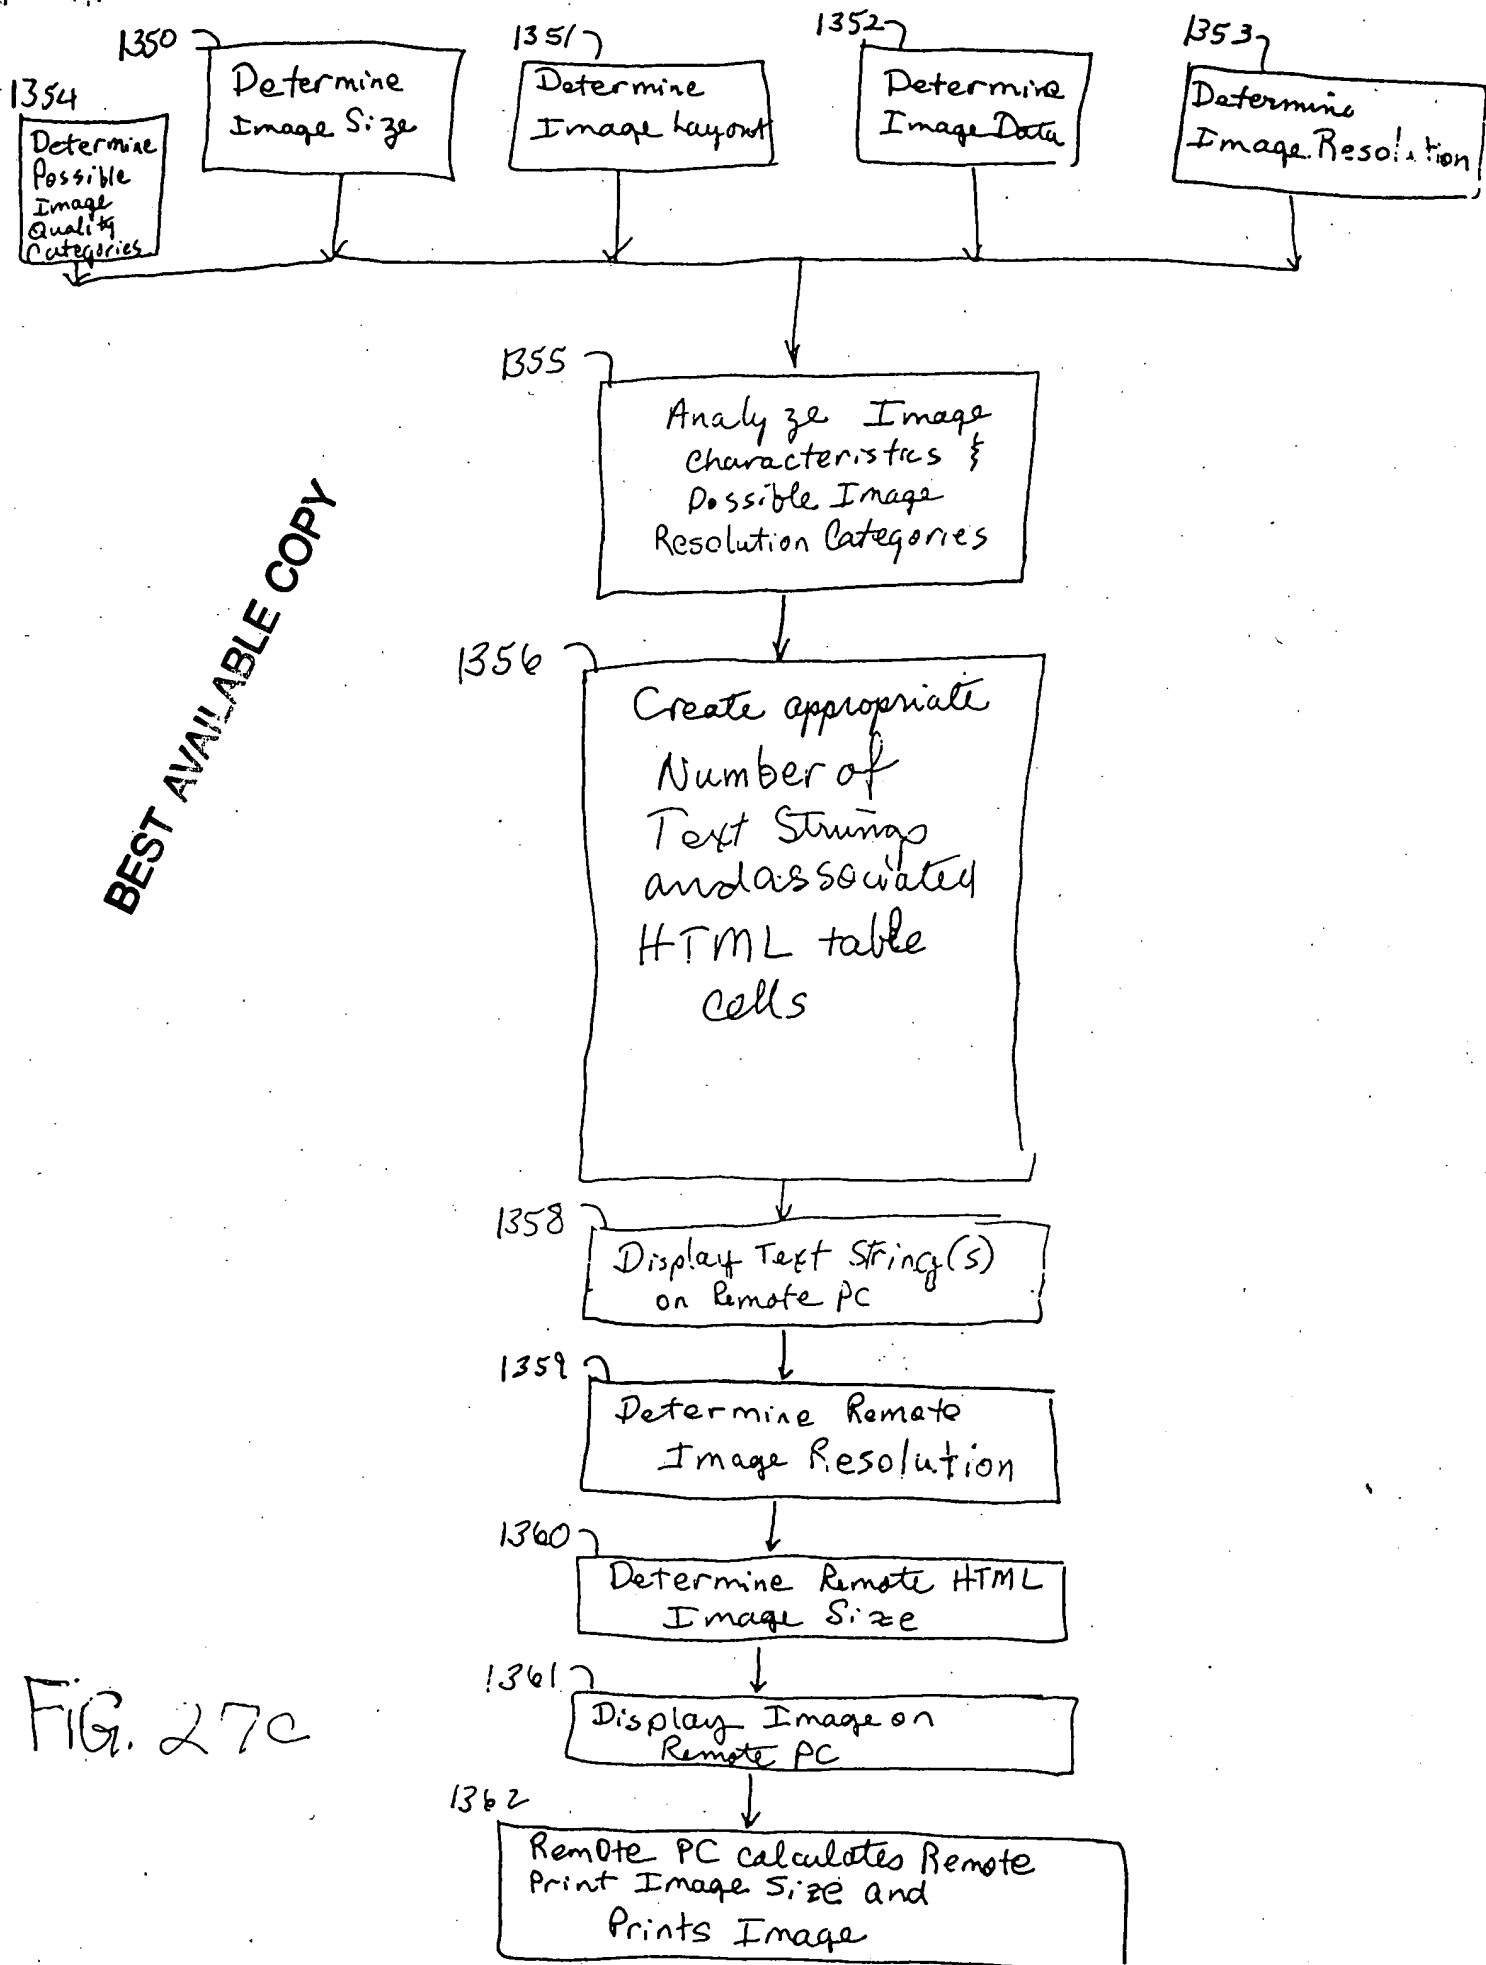 1350
1351
1352
1353
1354
Determine
Image Size
Determine
Image Layout
Determine
Image Data
Determine
Image Resolution
Determine
Possible
Image
Quality
Categories
1355
Analyze Image
Characteristics &
Possible Image
Resolution Categories
BEST AVAILABLE COPY
1356
Create appropriate
Number of
Text Strings
and associated
HTML table
cells
1358
Display Text String(s)
on Remote PC
1359
Determine Remote
Image Resolution
1360
Determine Remote HTML
Image Size
1361
Display Image on
Remote PC
FIG. 27C
1362
Remote PC calculates Remote
Print Image Size and
Prints Image